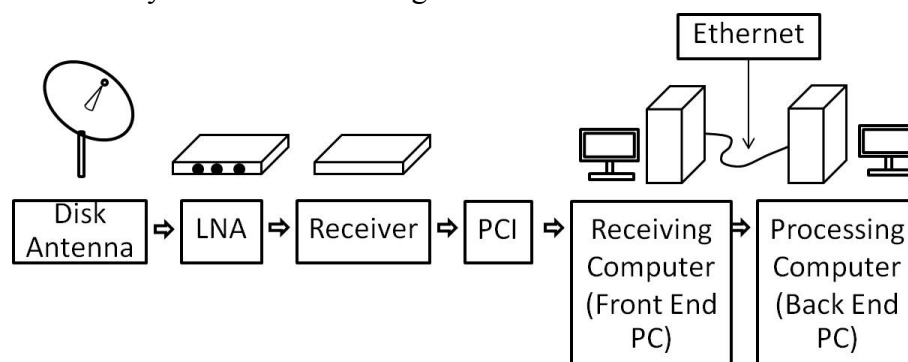 Ethernet
Disk
Antenna
LNA
Receiver
PCI
Receiving
Computer
(Front End
PC)
Processing
Computer
(Back End
PC)